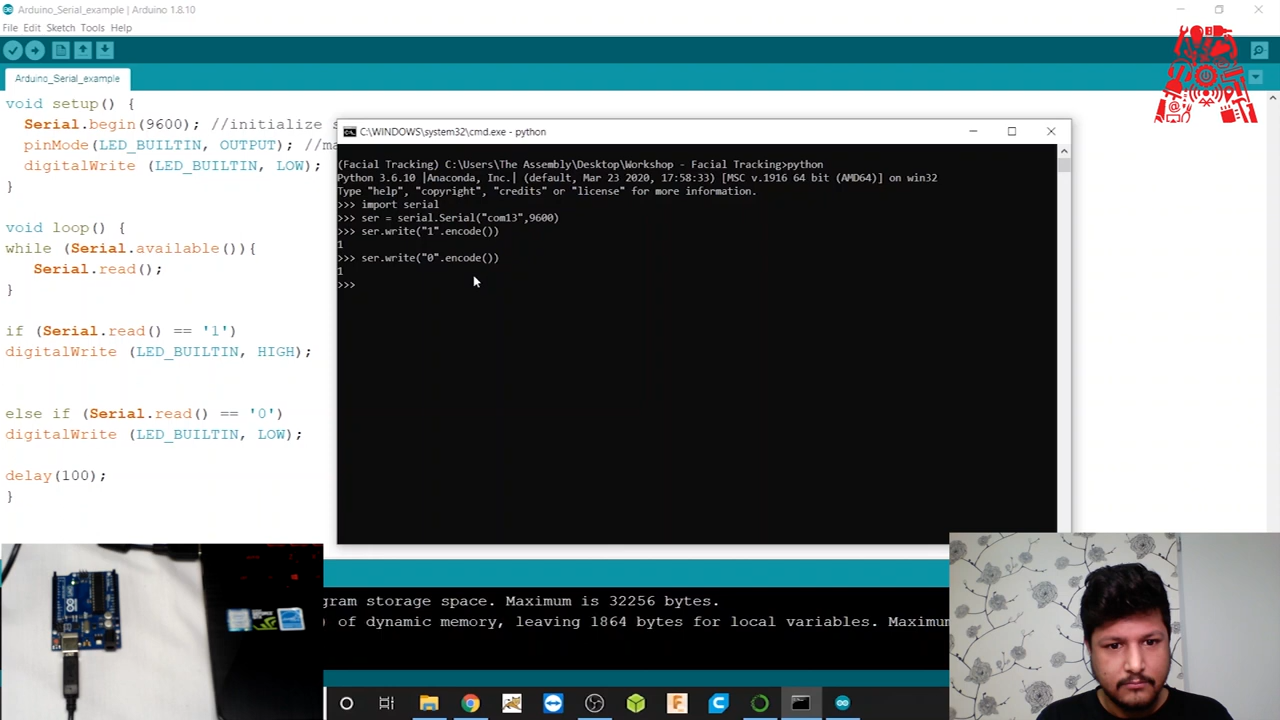 Arduino_Serial_example | Arduino 1.8.10
File Edit Sketch Tools Help
Arduino_Serial_example
void setup() {
Serial.begin(9600); //initialize s
pinMode(LED_BUILTIN, OUTPUT); //ma
digitalWrite (LED_BUILTIN, LOW);
}
void loop() {
while (Serial.available()){
Serial.read();
}
if (Serial.read() == '1')
digitalWrite (LED_BUILTIN, HIGH);
else if (Serial.read() == '0')
digitalWrite (LED_BUILTIN, LOW);
delay(100);
}
C:\WINDOWS\system32\cmd.exe - python
(Facial Tracking) C:\Users\The Assembly\Desktop\Workshop - Facial Tracking>python
Python 3.6.10 |Anaconda, Inc.| (default, Mar 23 2020, 17:58:33) [MSC v.1916 64 bit (AMD64)] on win32
Type "help", "copyright", "credits" or "license" for more information.
>>> import serial
>>> ser = serial.Serial("com13",9600)
>>> ser.write("1".encode())
1
>>> ser.write("0".encode())
1
>>>
gram storage space. Maximum is 32256 bytes.
) of dynamic memory, leaving 1864 bytes for local variables. Maximum